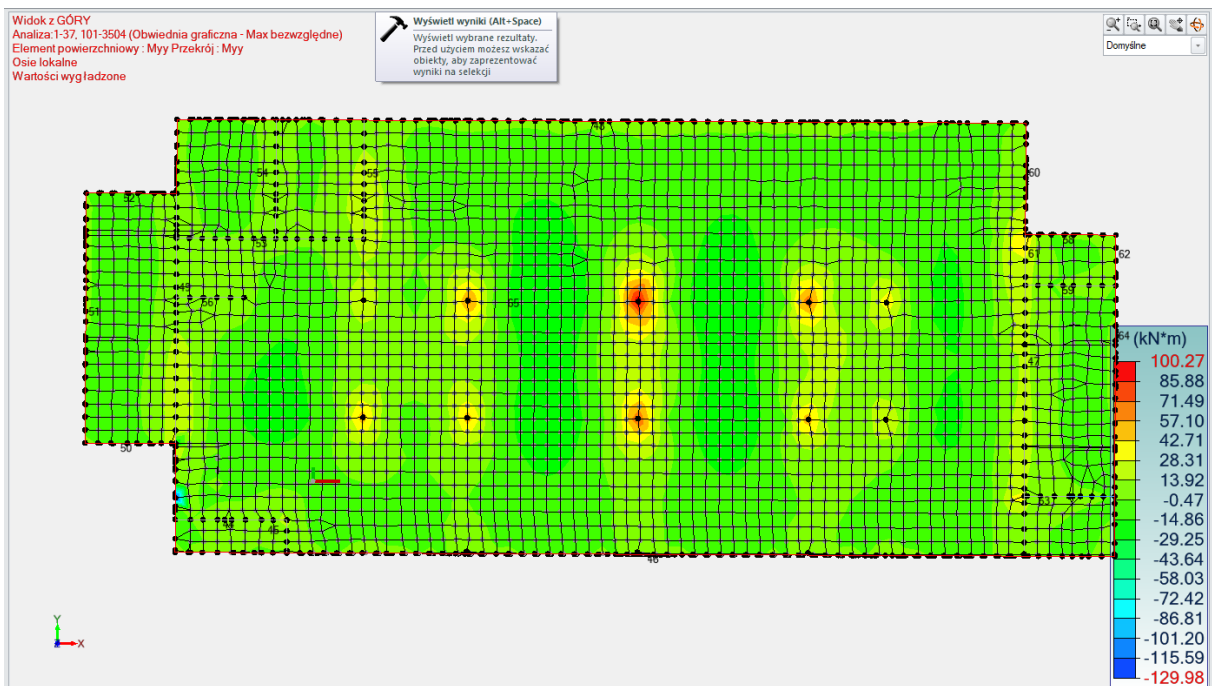 Widok z GÓRY
Analiza:1-37, 101-3504 (Obwiednia graficzna - Max bezwzględne)
Element powierzchniowy : Myy Przekrój : Myy
Osie lokalne
Wartości wygładzone
Wyświetl wyniki (Alt+Space)
Wyświetl wybrane rezultaty.
Przed użyciem możesz wskazać
obiekty, aby zaprezentować
wyniki na selekcji
Domyślne
48
54
55
60
52
53
58
61
62
49
56
65
59
51
47
64
(kN*m)
100.27
85.88
71.49
57.10
42.71
28.31
13.92
-0.47
-14.86
-29.25
-43.64
-58.03
-72.42
-86.81
-101.20
-115.59
-129.98
50
63
45
46
Y
X